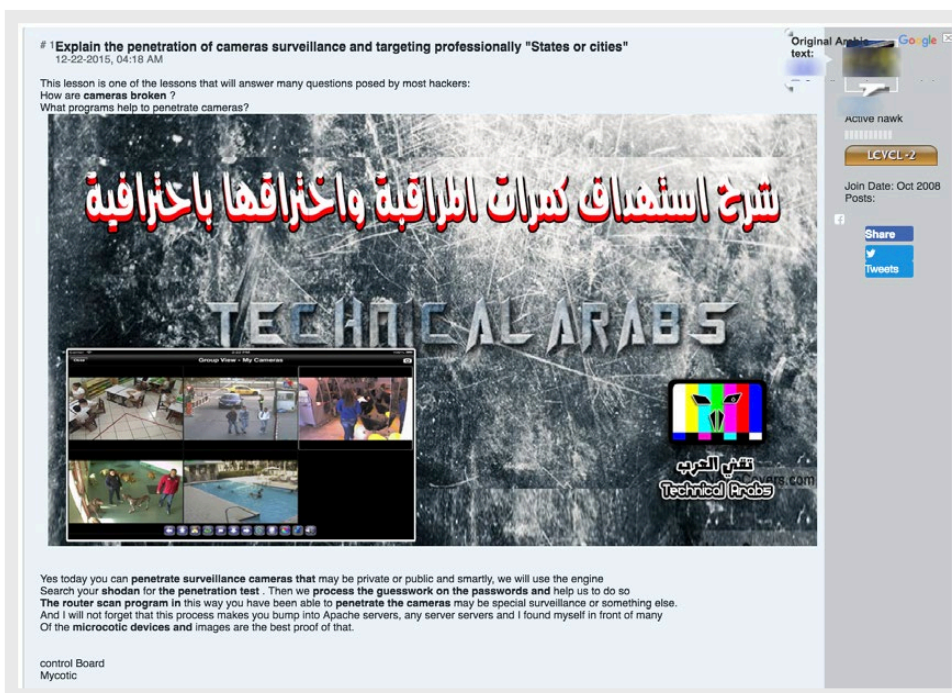 # 1 Explain the penetration of cameras surveillance and targeting professionally "States or cities"
12-22-2015, 04:18 AM
This lesson is one of the lessons that will answer many questions posed by most hackers:
How are cameras broken ?
What programs help to penetrate cameras?
شرح استهداف كمرات المراقبة واختراقها باحترافية
TECHNICAL ARABS
Group View - My Cameras
تقني العرب
Technical Arabs
ers.com
Yes today you can penetrate surveillance cameras that may be private or public and smartly, we will use the engine
Search your shodan for the penetration test . Then we process the guesswork on the passwords and help us to do so
The router scan program in this way you have been able to penetrate the cameras may be special surveillance or something else.
And I will not forget that this process makes you bump into Apache servers, any server servers and I found myself in front of many
Of the microcotic devices and images are the best proof of that.
control Board
Mycotic
Original Arabic
text:
Google
Active hawk
LEVEL -2
Join Date: Oct 2008
Posts:
Share
Tweets